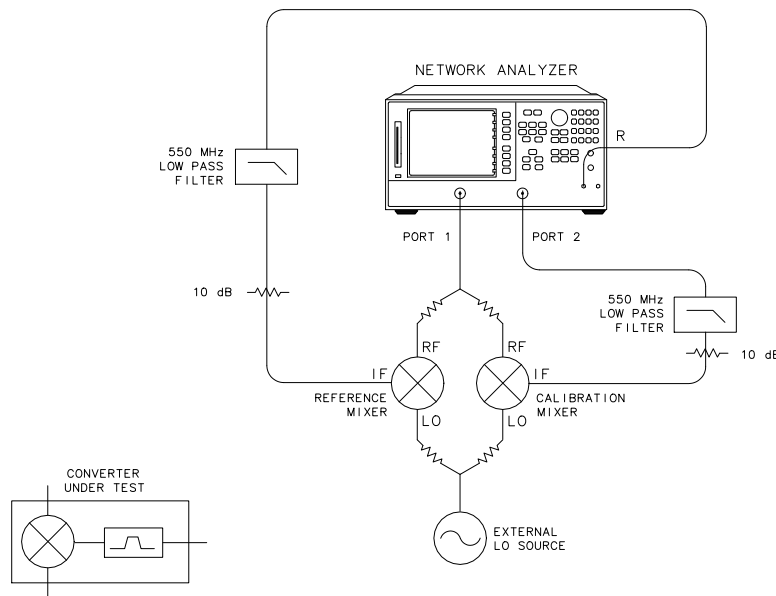 NETWORK ANALYZER
R
550 MHz
LOW PASS
FILTER
PORT 1
PORT 2
10 dB
550 MHz
LOW PASS
FILTER
10 dB
RF
RF
IF
IF
REFERENCE
MIXER
CALIBRATION
MIXER
LO
LO
CONVERTER
UNDER TEST
EXTERNAL
LO SOURCE